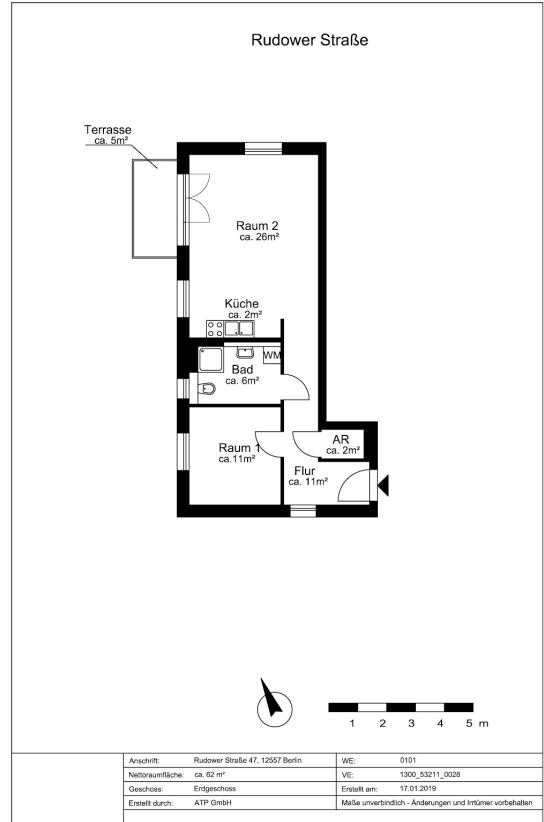 Rudower Straße
Terrasse
ca. 5m²
Raum 2
ca. 26m²
Küche
ca. 2m²
WM
Bad
ca. 6m²
AR
ca. 2m²
Raum 1
ca.11m²
Flur
ca. 11m²
1 2 3 4 5 m
Anschrift: Rudower Straße 47, 12557 Berlin WE: 0101
Nettoraumfläche: ca. 62 m² VE: 1300_53211_0028
Geschoss: Erdgeschoss Erstellt am: 17.01.2019
Erstellt durch: ATP GmbH Maße unverbindlich - Änderungen und Irrtümer vorbehalten